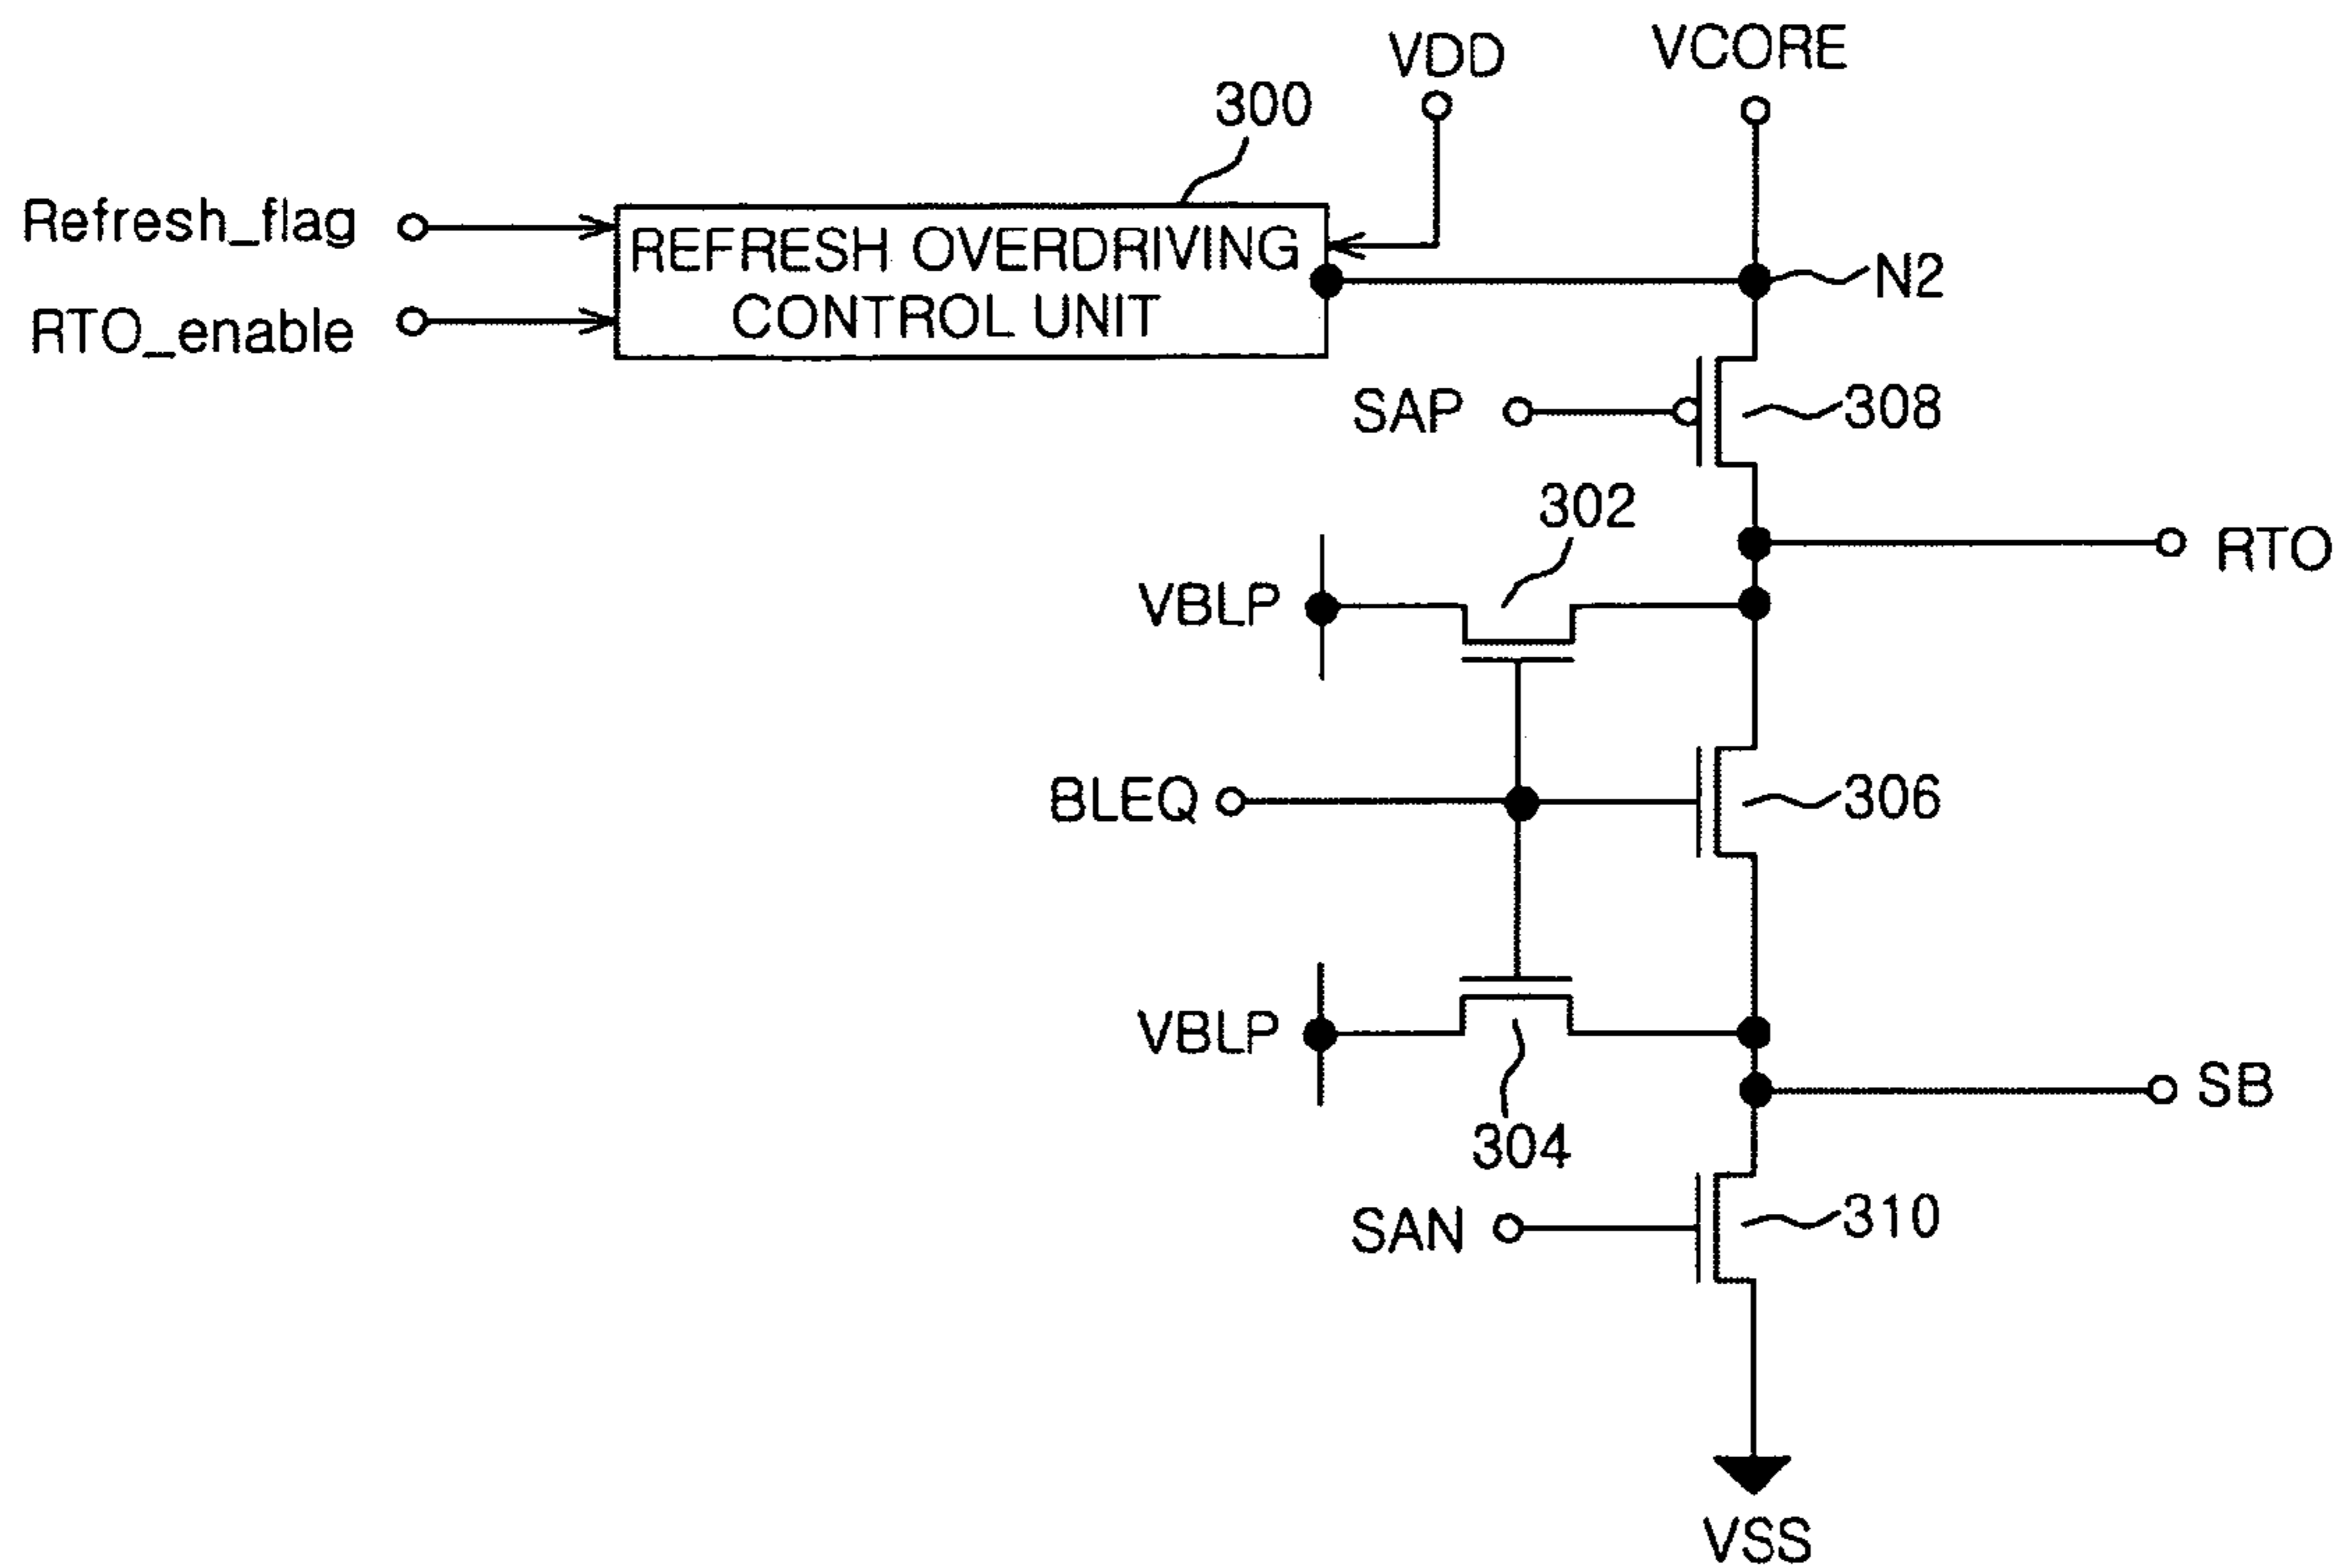 VDD
VCORE
300
Refresh_flag
REFRESH OVERDRIVING
CONTROL UNIT
N2
RTO_enable
SAP
308
302
RTO
VBLP
BLEQ
306
VBLP
SB
304
SAN
310
VSS